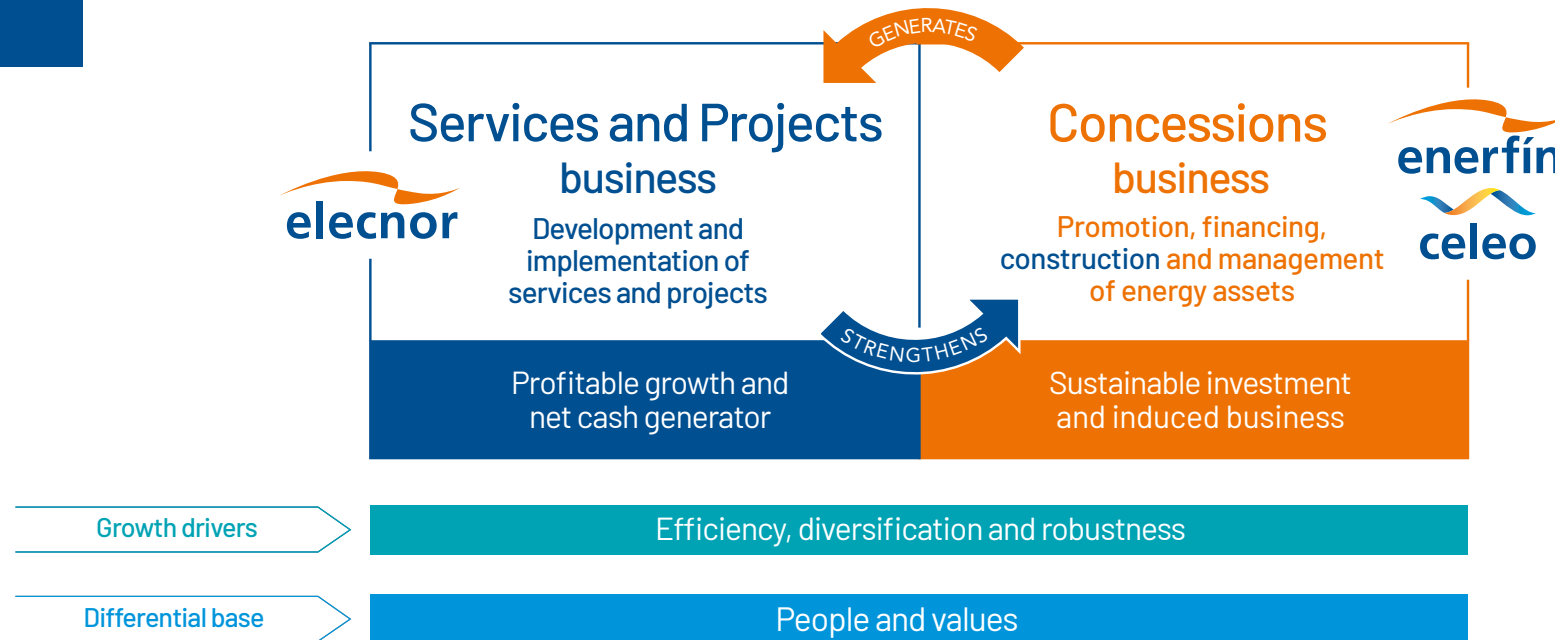 GENERATES
Services and Projects
business
Development and
implementation of
services and projects
elecnor
STRENGTHENS
Profitable growth and
net cash generator
Concessions
business
Promotion, financing,
construction and management
of energy assets
enerfín
celeo
Sustainable investment
and induced business
Growth drivers
Efficiency, diversification and robustness
Differential base
People and values